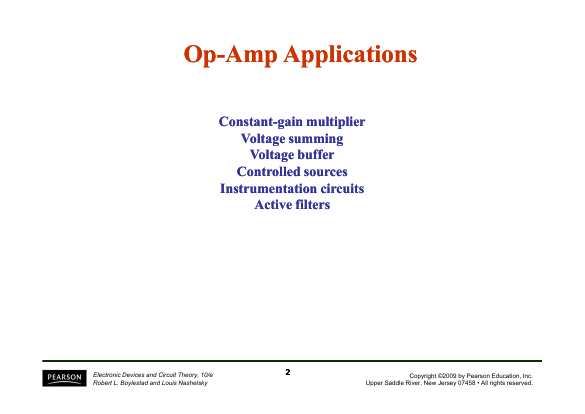 Op-Amp Applications
Constant-gain multiplier
Voltage summing
Voltage buffer
Controlled sources
Instrumentation circuits
Active filters
PEARSON
Electronic Devices and Circuit Theory, 10/e
Robert L. Boylestad and Louis Nashelsky
2
Copyright ©2009 by Pearson Education, Inc.
Upper Saddle River, New Jersey 07458 • All rights reserved.